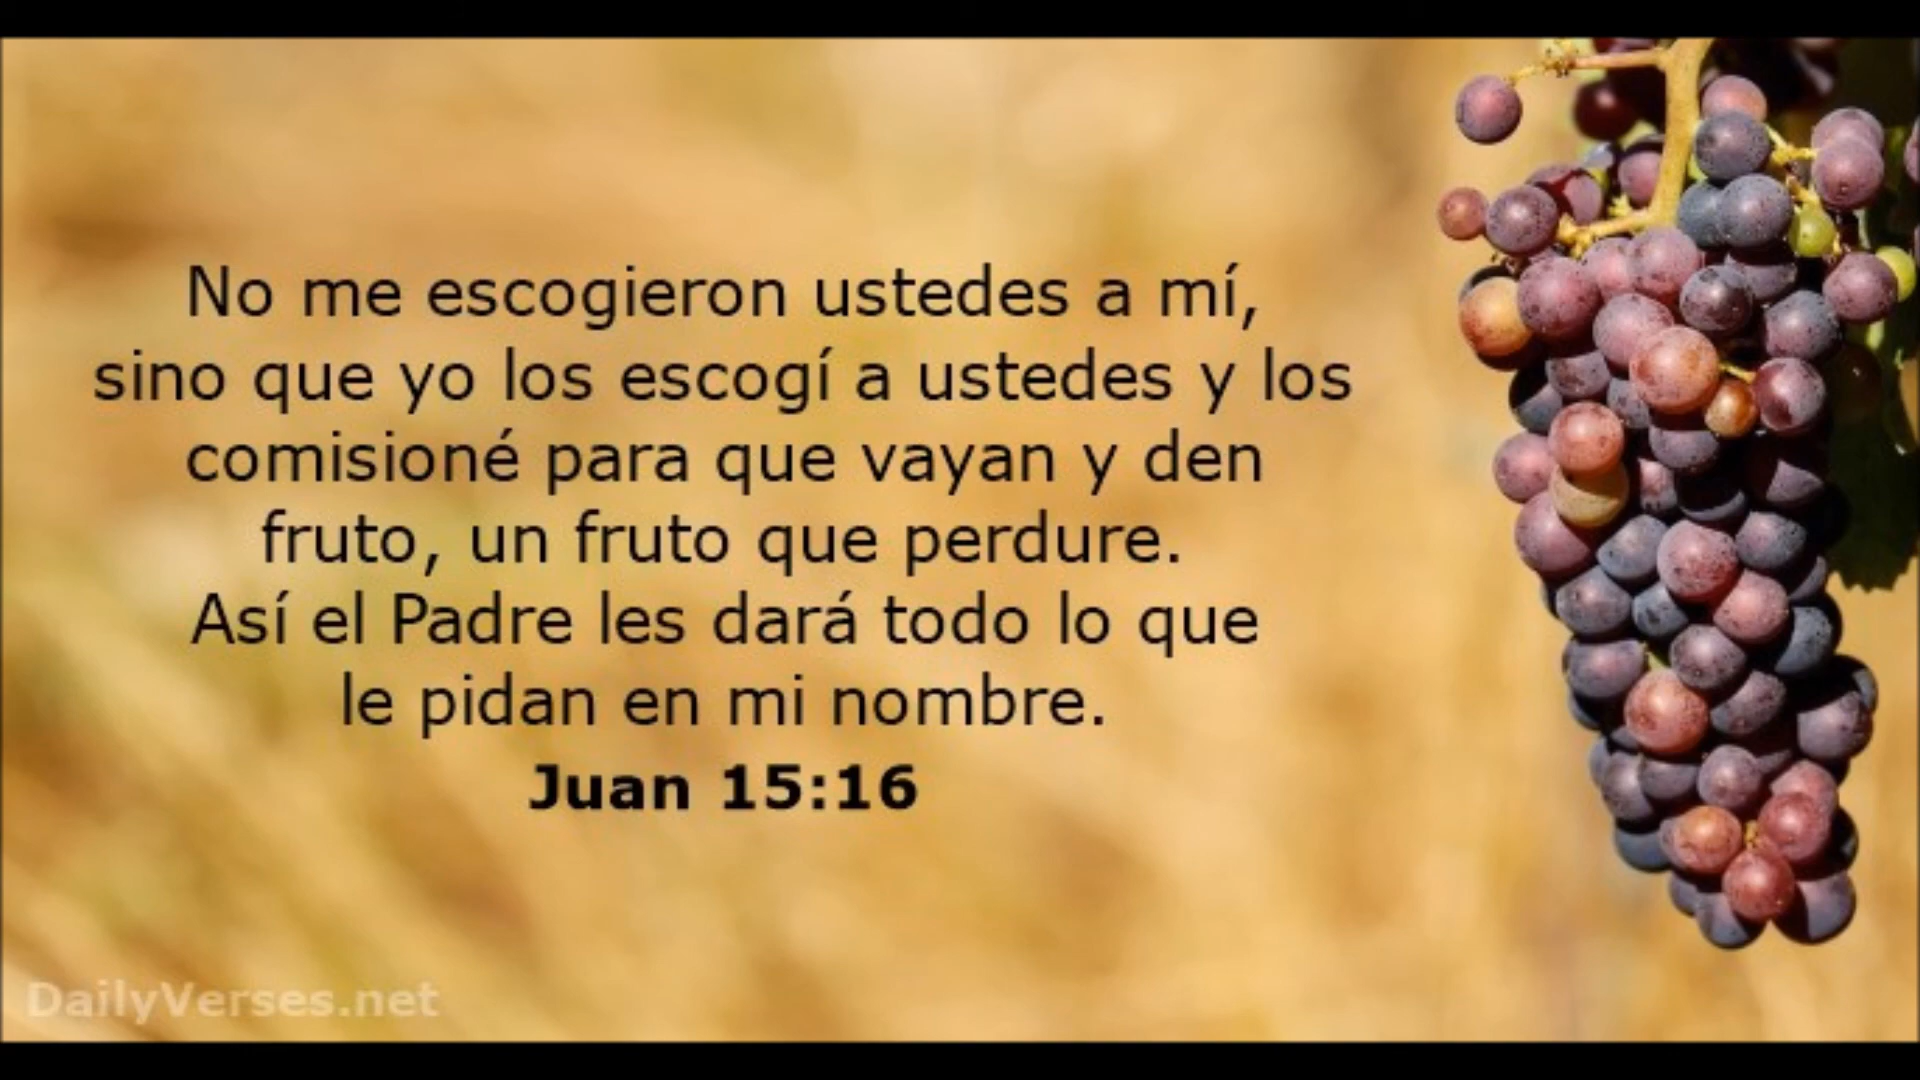 No me escogieron ustedes a mí,
sino que yo los escogí a ustedes y los
comisioné para que vayan y den
fruto, un fruto que perdure.
Así el Padre les dará todo lo que
le pidan en mi nombre.
Juan 15:16
DailyVerses.net